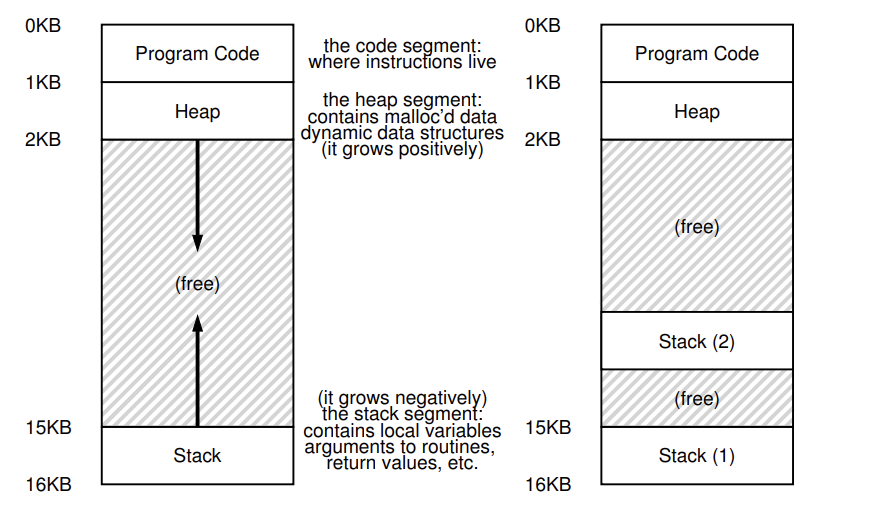 0KB
Program Code
1KB
Heap
2KB
(free)
15KB
Stack
16KB
the code segment:
where instructions live
the heap segment:
contains malloc'd data
dynamic data structures
(it grows positively)
(it grows negatively)
the stack segment:
contains local variables
arguments to routines,
return values, etc.
0KB
Program Code
1KB
Heap
2KB
(free)
Stack (2)
(free)
15KB
Stack (1)
16KB